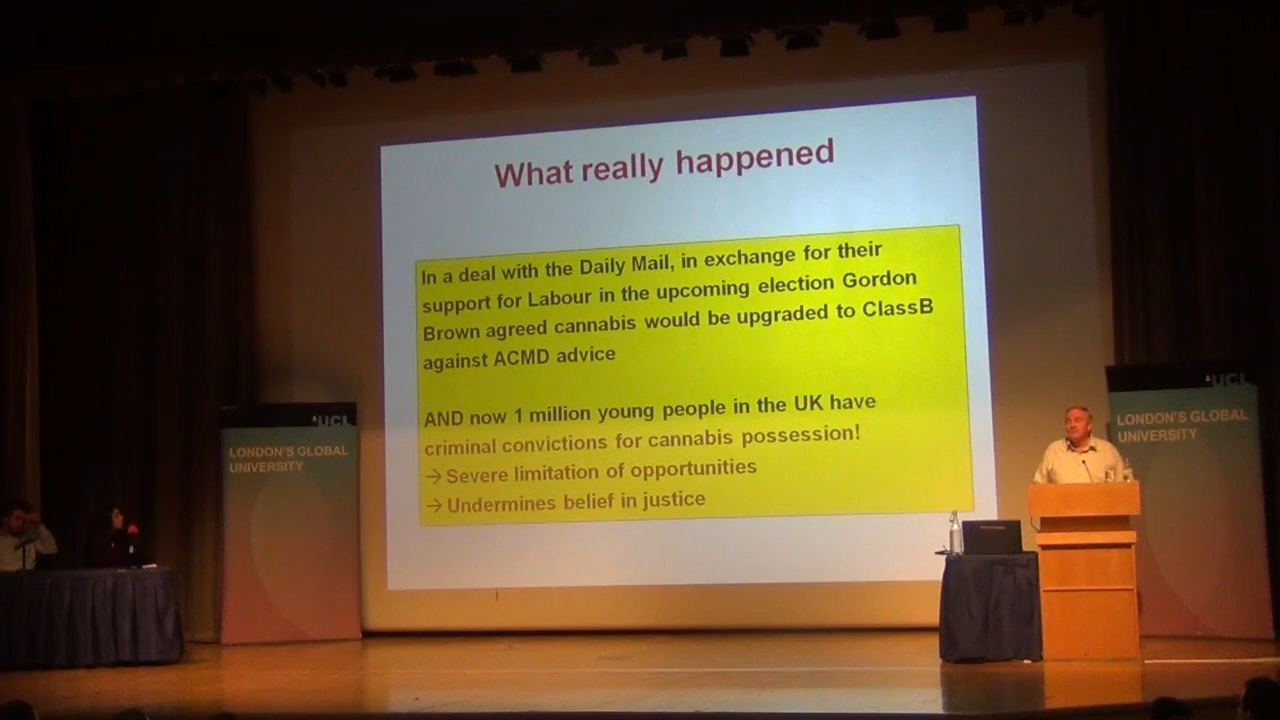 What really happened
In a deal with the Daily Mail, in exchange for their
support for Labour in the upcoming election Gordon
Brown agreed cannabis would be upgraded to ClassB
against ACMD advice
AND now 1 million young people in the UK have
criminal convictions for cannabis possession!
→ Severe limitation of opportunities
→ Undermines belief in justice
UCL
LONDON'S GLOBAL
UNIVERSITY
UCL
LONDON'S GLOBAL
UNIVERSITY